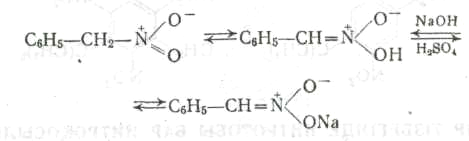 C₆H₅—CH₂—N⁺(O⁻)(=O) ⇌ C₆H₅—CH=N⁺(O⁻)(OH) ⇌ NaOH / H₂SO₄
⇌ C₆H₅—CH=N⁺(O⁻)(ONa)